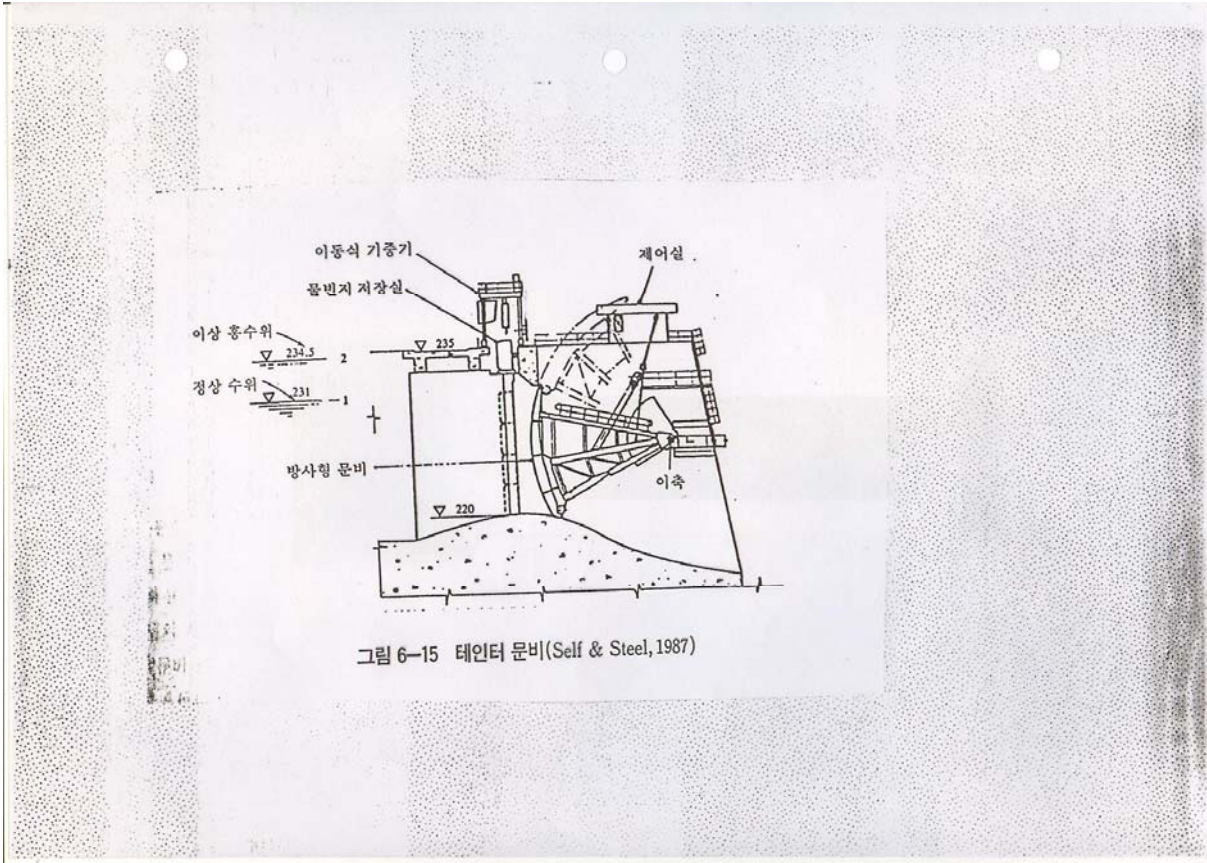 이동식 기중기
제어실
물빈지 저장실
이상 홍수위
234.5
2
235
정상 수위
231
1
방사형 문비
이축
220
그림 6-15 테인터 문비(Self & Steel, 1987)